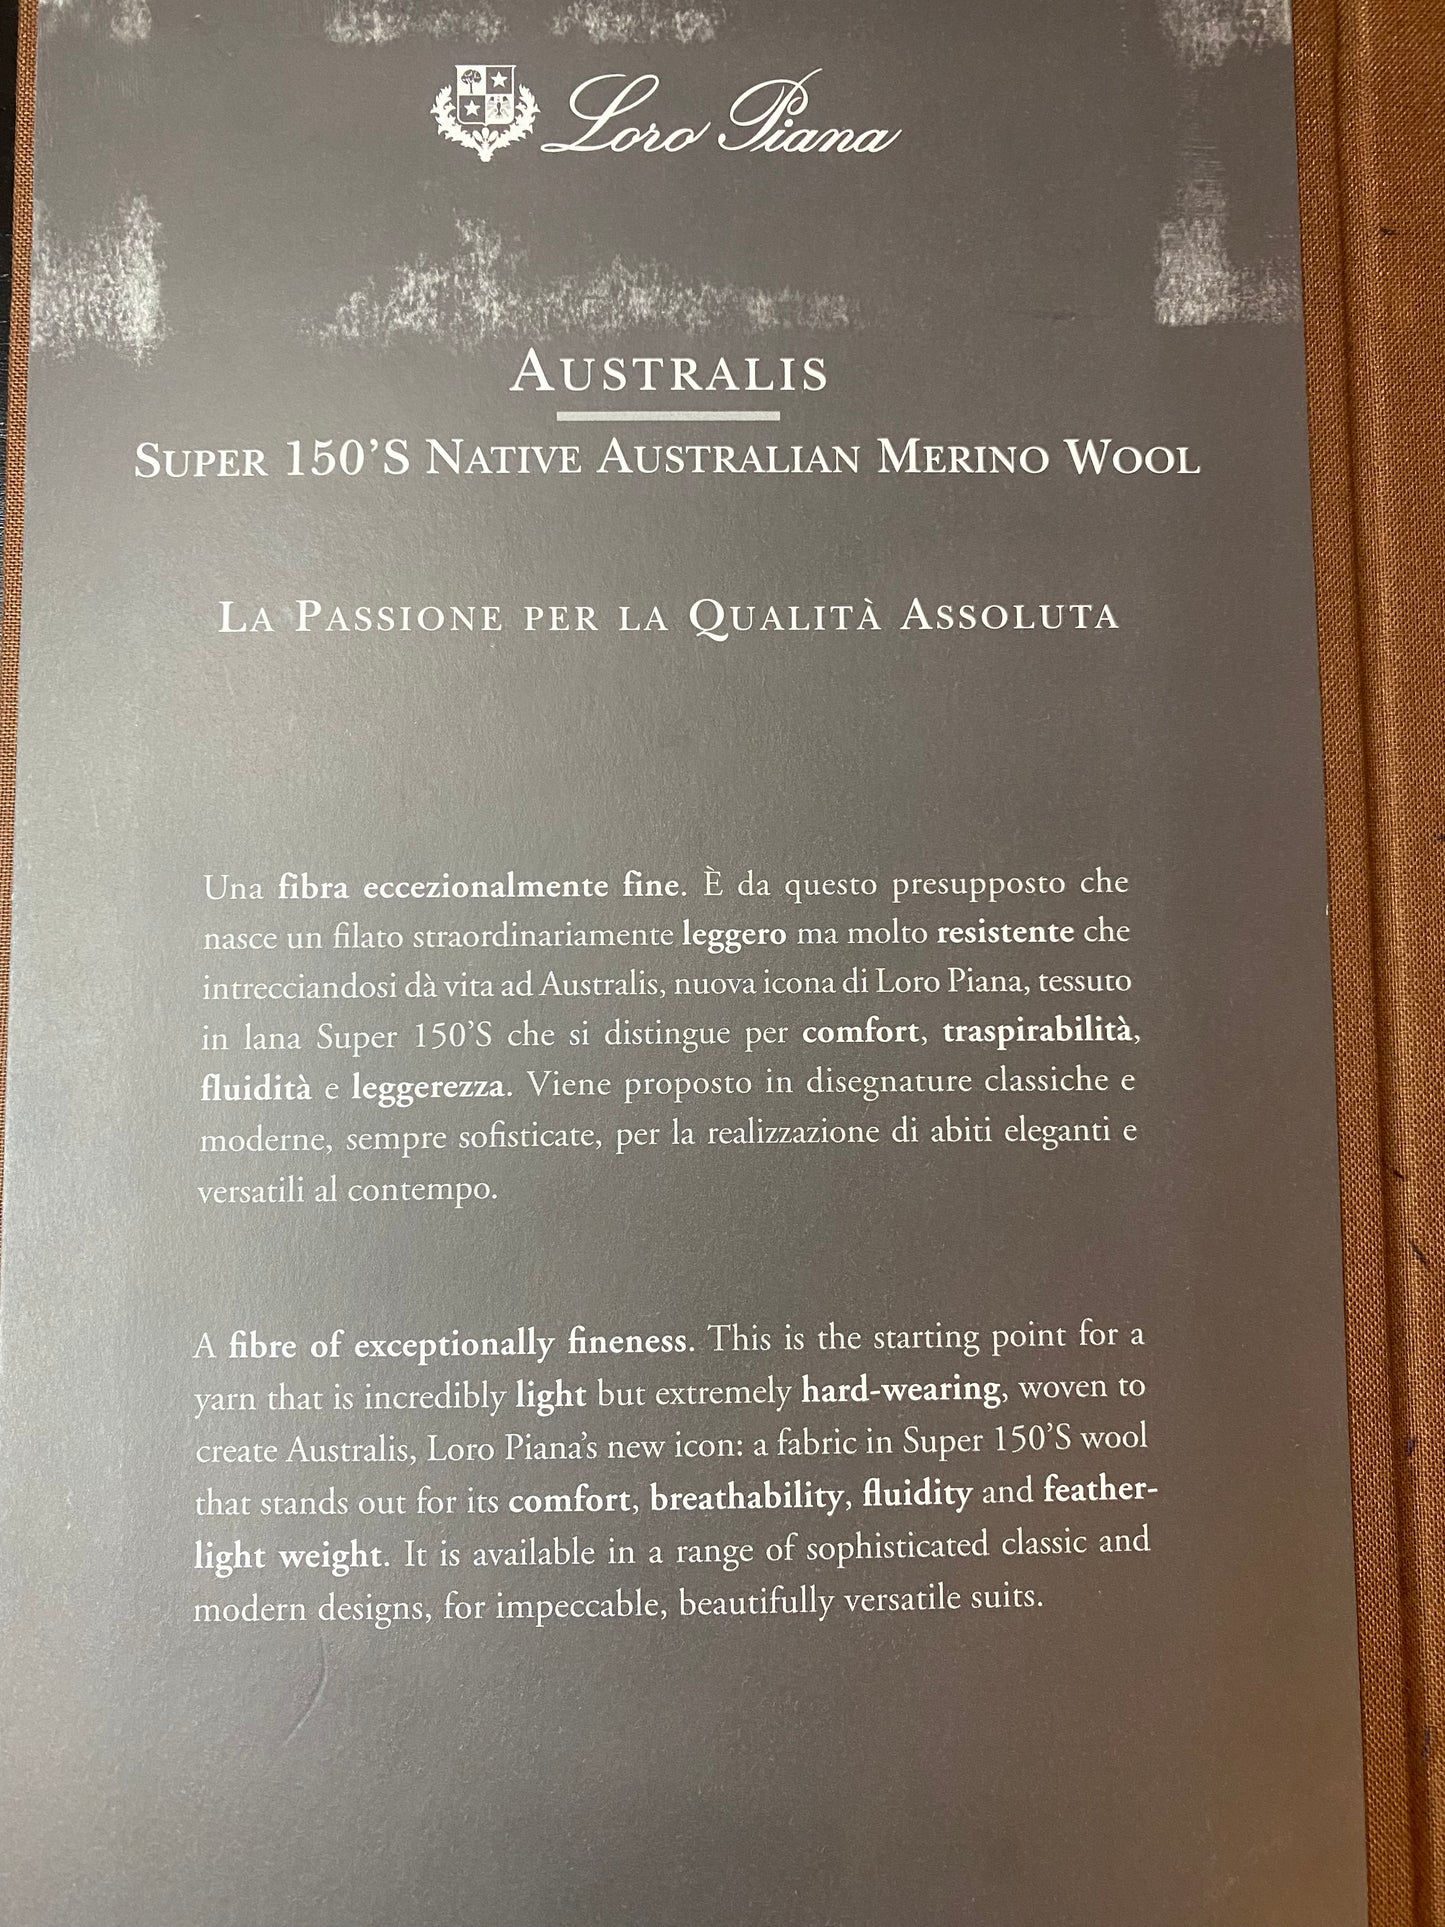 Loro Piana
AUSTRALIS
SUPER 150'S NATIVE AUSTRALIAN MERINO WOOL
LA PASSIONE PER LA QUALITÀ ASSOLUTA
Una fibra eccezionalmente fine. È da questo presupposto che
nasce un filato straordinariamente leggero ma molto resistente che
intrecciandosi dà vita ad Australis, nuova icona di Loro Piana, tessuto
in lana Super 150'S che si distingue per comfort, traspirabilità,
fluidità e leggerezza. Viene proposto in disegnature classiche e
moderne, sempre sofisticate, per la realizzazione di abiti eleganti e
versatili al contempo.
A fibre of exceptionally fineness. This is the starting point for a
yarn that is incredibly light but extremely hard-wearing, woven to
create Australis, Loro Piana's new icon: a fabric in Super 150'S wool
that stands out for its comfort, breathability, fluidity and feather-
light weight. It is available in a range of sophisticated classic and
modern designs, for impeccable, beautifully versatile suits.